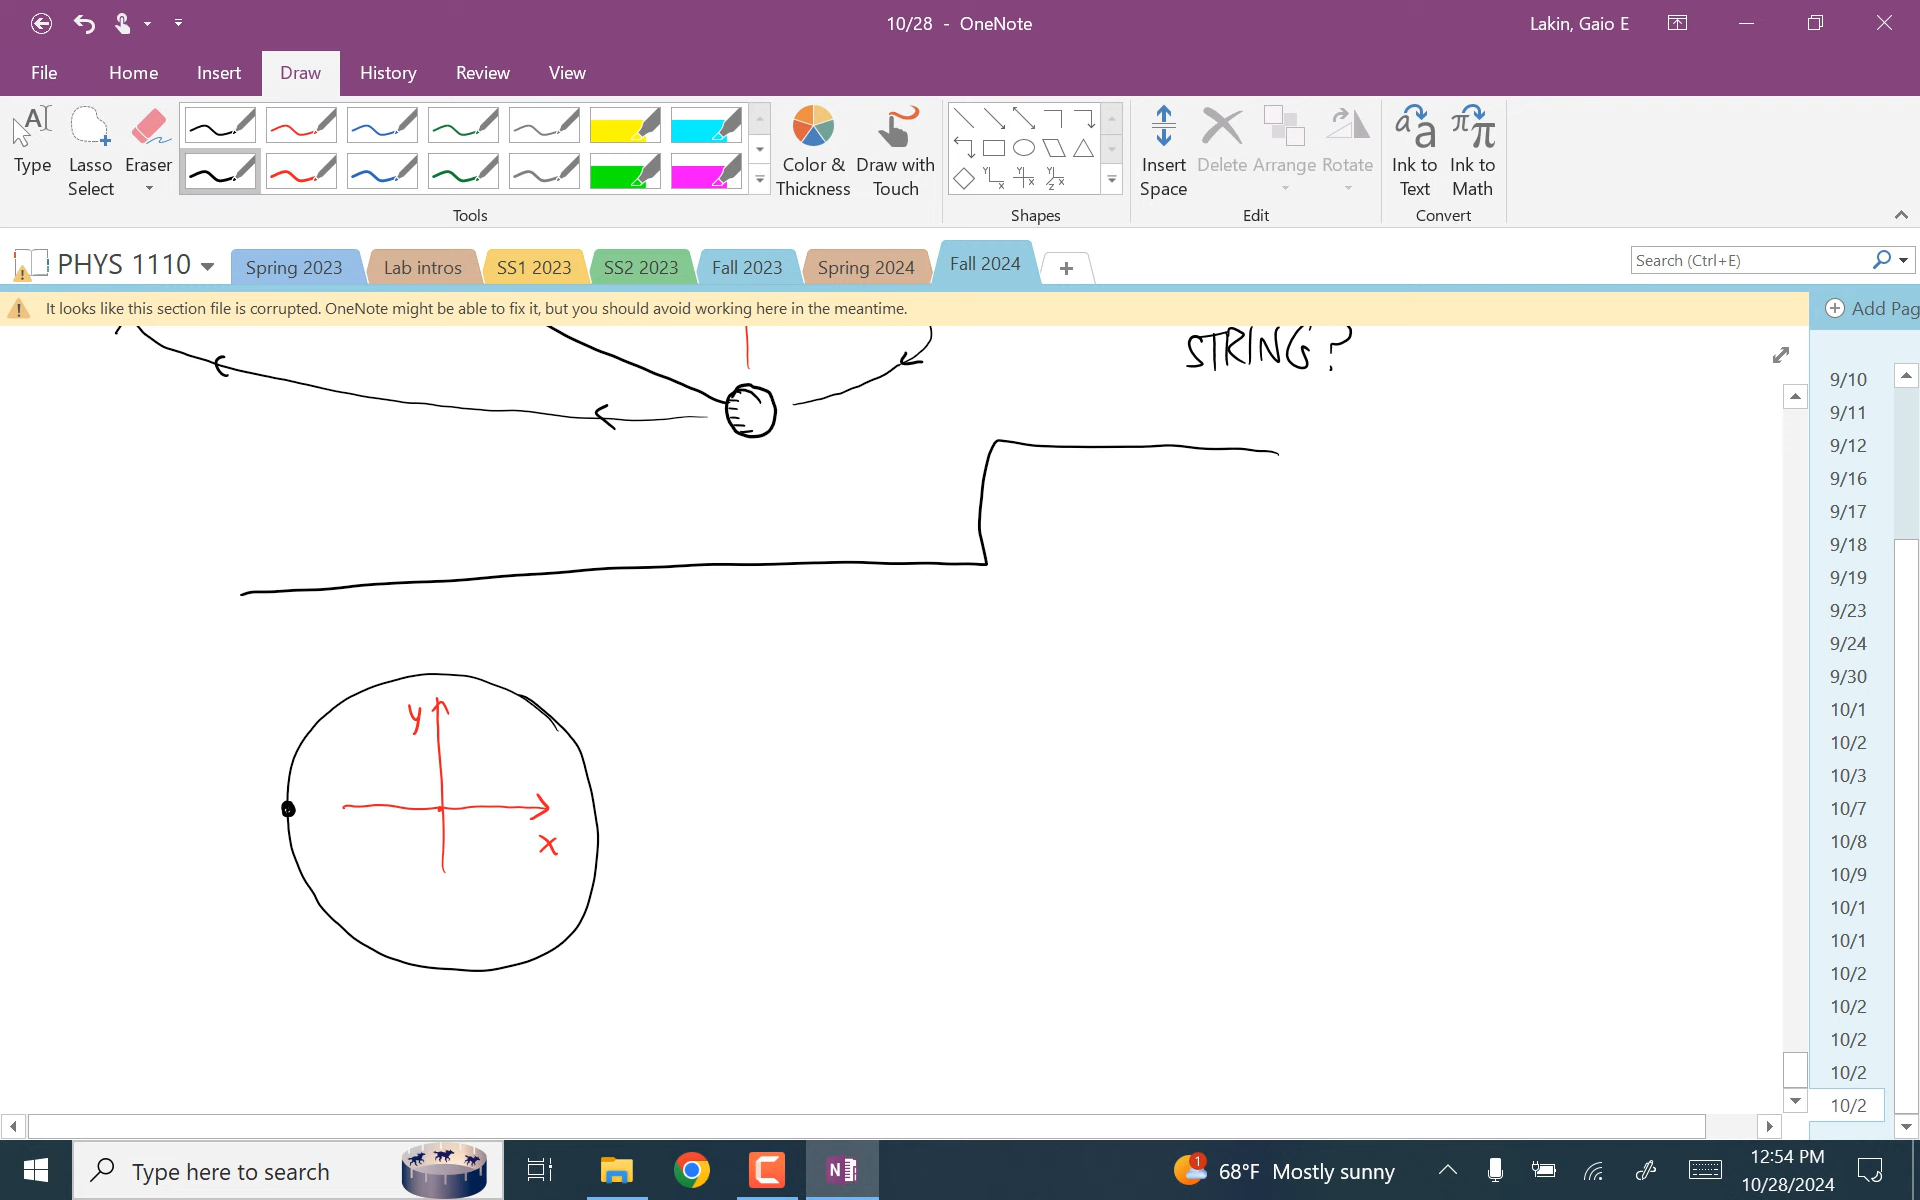 10/28 - OneNote
Lakin, Gaio E
File Home Insert Draw History Review View
Type
Lasso Select
Eraser
Color & Thickness
Draw with Touch
Insert Space
Delete Arrange Rotate
Ink to Text
Ink to Math
Tools Shapes Edit Convert
PHYS 1110
Spring 2023 Lab intros SS1 2023 SS2 2023 Fall 2023 Spring 2024 Fall 2024
Search (Ctrl+E)
It looks like this section file is corrupted. OneNote might be able to fix it, but you should avoid working here in the meantime.
Add Pag
STRING?
y
x
9/10
9/11
9/12
9/16
9/17
9/18
9/19
9/23
9/24
9/30
10/1
10/2
10/3
10/7
10/8
10/9
10/1
10/1
10/2
10/2
10/2
10/2
10/2
Type here to search
1
68°F Mostly sunny
12:54 PM
10/28/2024